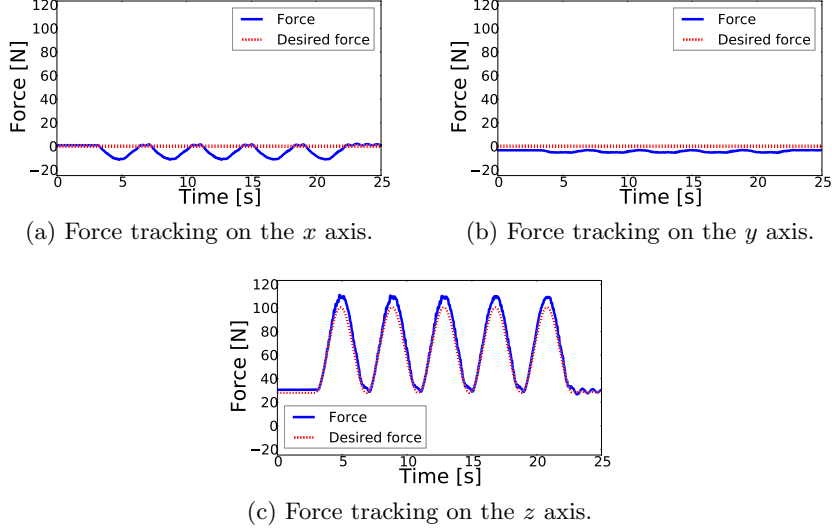 120
100
80
60
40
20
0
−20
Force [N]
Force
Desired force
0 5 10 15 20 25
Time [s]
(a) Force tracking on the x axis.
120
100
80
60
40
20
0
−20
Force [N]
Force
Desired force
0 5 10 15 20 25
Time [s]
(b) Force tracking on the y axis.
120
100
80
60
40
20
0
−20
Force [N]
Force
Desired force
0 5 10 15 20 25
Time [s]
(c) Force tracking on the z axis.